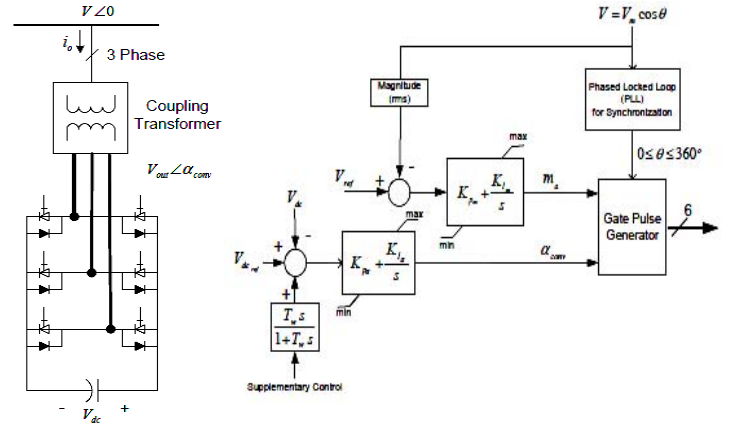 V∠0
i_o
3 Phase
Coupling
Transformer
V_out∠α_conv
- V_dc +
V = V_m cosθ
Magnitude
(rms)
Phased Locked Loop
(PLL)
for Synchronization
0≤θ≤360°
max
V_ref + -
K_Pm + K_Im/s
m_a
min
Gate Pulse
Generator
6
V_dc
max
V_dc ref + - +
K_Pα + K_Iα/s
α_conv
min
T_w s/1+T_w s
Supplementary Control